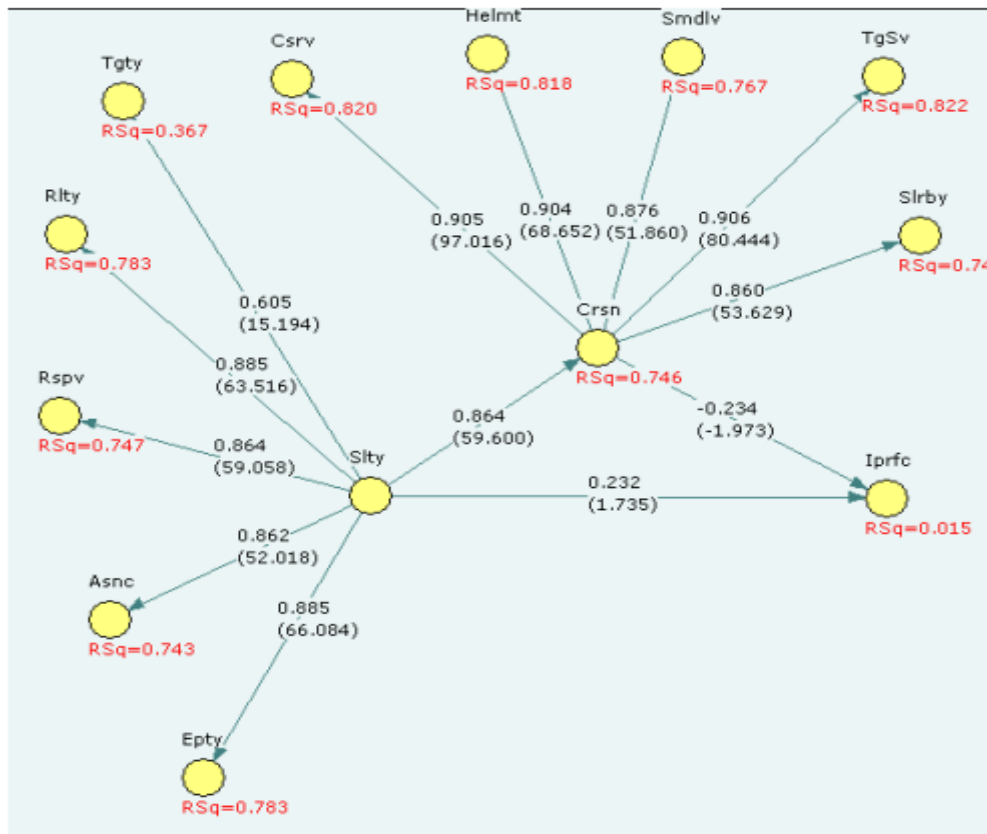 Helmt
Smdlv
Csrv
TgSv
Tgty
RSq=0.818
RSq=0.767
RSq=0.820
RSq=0.822
RSq=0.367
Rlty
Slrby
RSq=0.783
0.905
(97.016)
0.904
(68.652)
0.876
(51.860)
0.906
(80.444)
RSq=0.74
0.605
(15.194)
0.860
(53.629)
Crsn
RSq=0.746
0.885
(63.516)
Rspv
RSq=0.747
0.864
(59.058)
0.864
(59.600)
-0.234
(-1.973)
Slty
Iprfc
0.232
(1.735)
RSq=0.015
0.862
(52.018)
Asnc
RSq=0.743
0.885
(66.084)
Epty
RSq=0.783